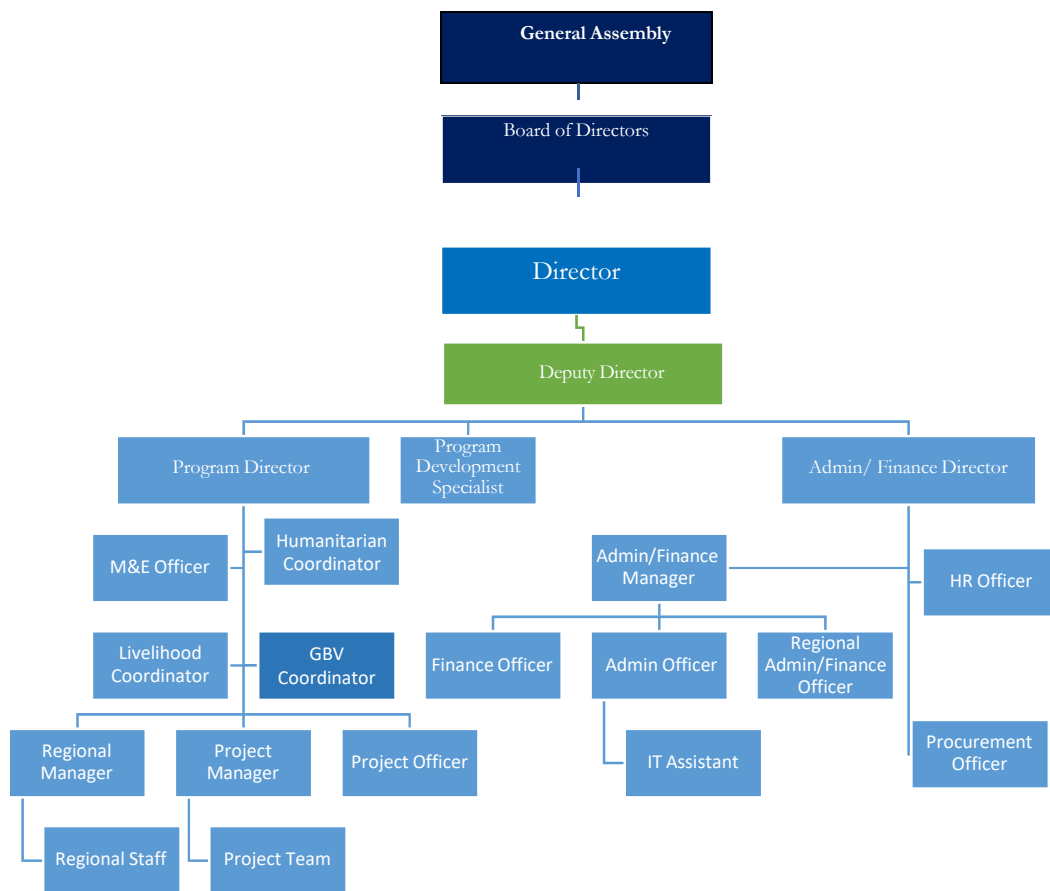 General Assembly
Board of Directors
Director
Deputy Director
Program Director
Program
Development
Specialist
Admin/ Finance Director
M&E Officer
Humanitarian
Coordinator
Admin/Finance
Manager
HR Officer
Livelihood
Coordinator
GBV
Coordinator
Finance Officer
Admin Officer
Regional
Admin/Finance
Officer
Regional
Manager
Project
Manager
Project Officer
IT Assistant
Procurement
Officer
Regional Staff
Project Team